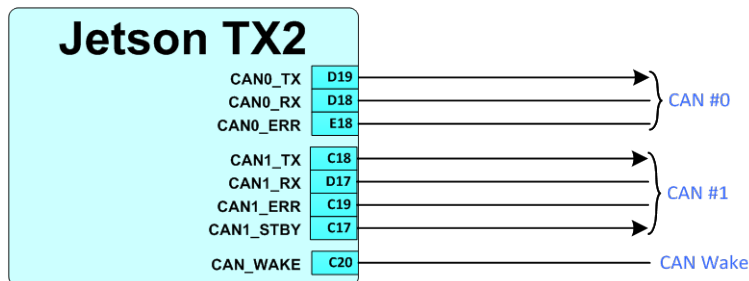 Jetson TX2
CAN0_TX D19
CAN0_RX D18 CAN #0
CAN0_ERR E18
CAN1_TX C18
CAN1_RX D17 CAN #1
CAN1_ERR C19
CAN1_STBY C17
CAN_WAKE C20 CAN Wake